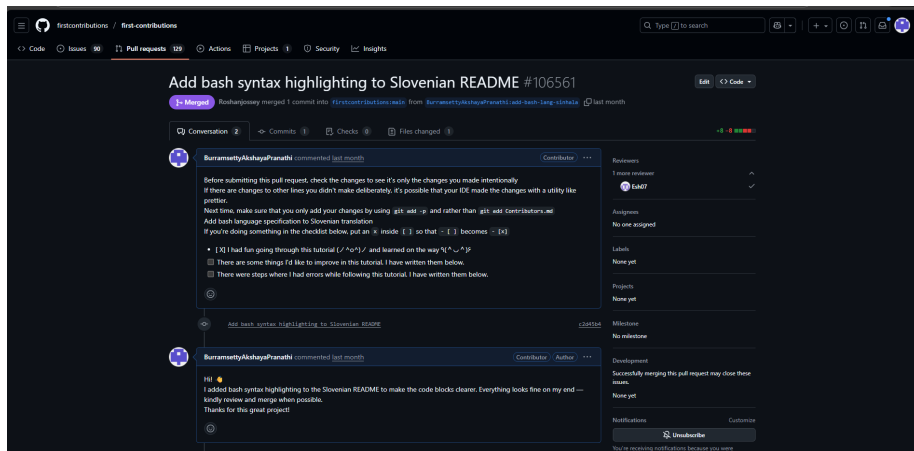 firstcontributions / first-contributions
Type / to search
Code Issues 90 Pull requests 129 Actions Projects 1 Security Insights
Add bash syntax highlighting to Slovenian README #106561
Edit Code
Merged Roshanjossey merged 1 commit into firstcontributions:main from BurramsettyAkshayaPranathi:add-bash-lang-sinhala last month
Conversation 2 Commits 1 Checks 0 Files changed 1
+8 -8
BurramsettyAkshayaPranathi commented last month
Contributor ...
Before submitting this pull request, check the changes to see it's only the changes you made intentionally
If there are changes to other lines you didn't make deliberately, it's possible that your IDE made the changes with a utility like
prettier.
Next time, make sure that you only add your changes by using git add -p and rather than git add Contributors.md
Add bash language specification to Slovenian translation
If you're doing something in the checklist below, put an x inside [ ] so that - [ ] becomes - [x]
• [ X] I had fun going through this tutorial (ノ^o^)ノ and learned on the way ٩(^‿^)۶
There are some things I'd like to improve in this tutorial. I have written them below.
There were steps where I had errors while following this tutorial. I have written them below.
Add bash syntax highlighting to Slovenian README
c2d45b4
BurramsettyAkshayaPranathi commented last month
Contributor Author ...
Hi! 👋
I added bash syntax highlighting to the Slovenian README to make the code blocks clearer. Everything looks fine on my end —
kindly review and merge when possible.
Thanks for this great project!
Reviewers
1 more reviewer
Esh07
Assignees
No one assigned
Labels
None yet
Projects
None yet
Milestone
No milestone
Development
Successfully merging this pull request may close these
issues.
None yet
Notifications
Customize
Unsubscribe
You're receiving notifications because you were